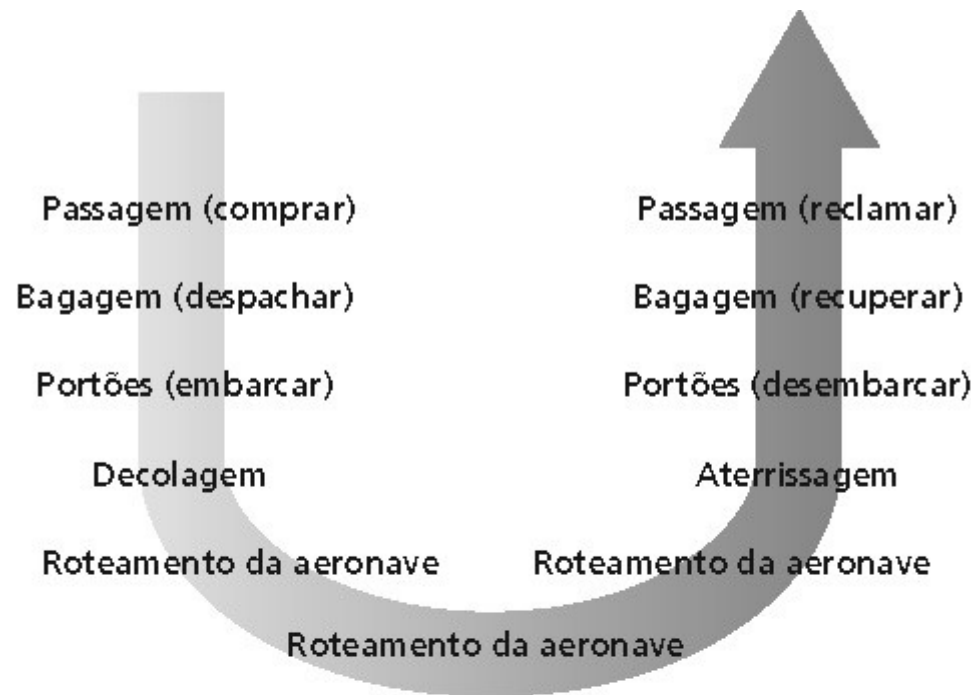 Passagem (comprar)
Bagagem (despachar)
Portões (embarcar)
Decolagem
Roteamento da aeronave
Roteamento da aeronave
Roteamento da aeronave
Aterrissagem
Portões (desembarcar)
Bagagem (recuperar)
Passagem (reclamar)